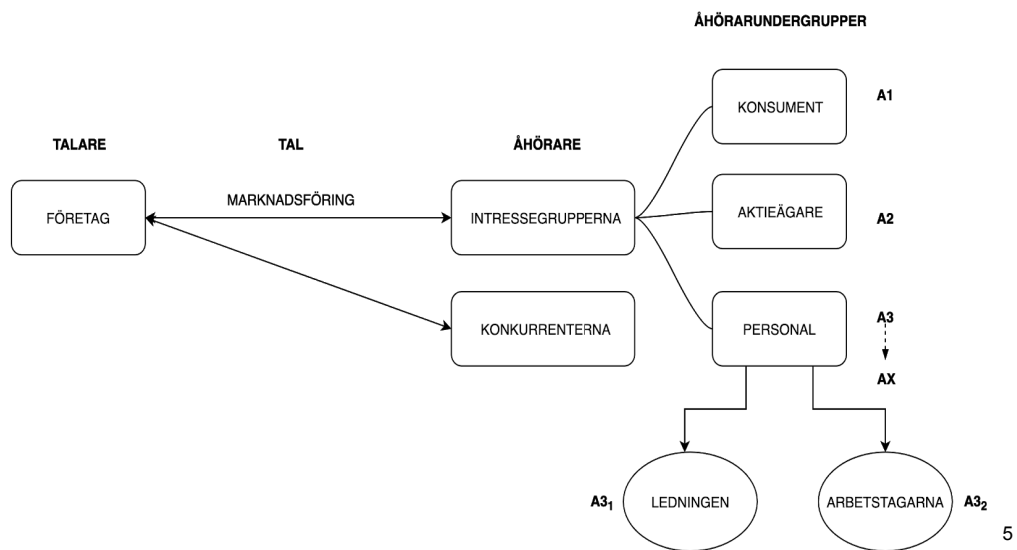 ÅHÖRARUNDERGRUPPER
KONSUMENT
A1
TALARE
TAL
ÅHÖRARE
FÖRETAG
MARKNADSFÖRING
INTRESSEGRUPPERNA
AKTIEÄGARE
A2
KONKURRENTERNA
PERSONAL
A3
AX
A3₁
LEDNINGEN
ARBETSTAGARNA
A3₂
5